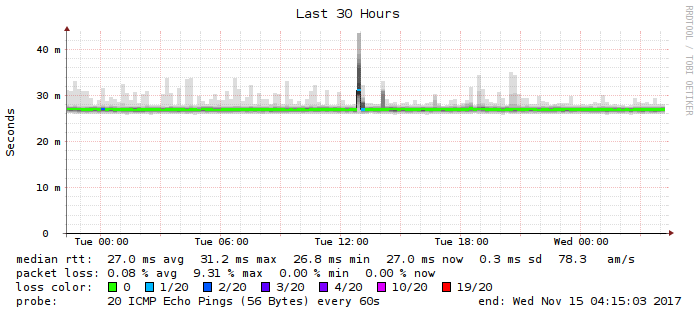 Last 30 Hours
RRDTOOL / TOBI OETIKER
Seconds
40 m
30 m
20 m
10 m
0
Tue 00:00 Tue 06:00 Tue 12:00 Tue 18:00 Wed 00:00
median rtt: 27.0 ms avg 31.2 ms max 26.8 ms min 27.0 ms now 0.3 ms sd 78.3 am/s
packet loss: 0.08 % avg 9.31 % max 0.00 % min 0.00 % now
loss color: 0 1/20 2/20 3/20 4/20 10/20 19/20
probe: 20 ICMP Echo Pings (56 Bytes) every 60s end: Wed Nov 15 04:15:03 2017